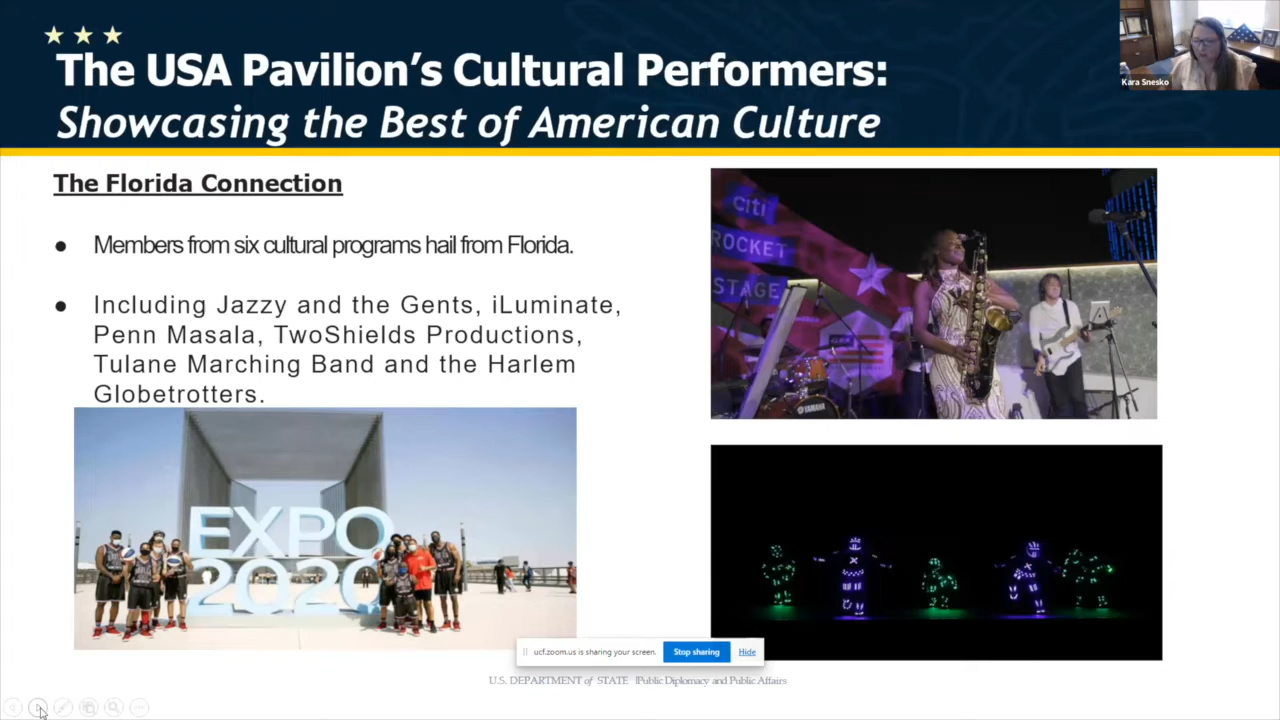 The USA Pavilion's Cultural Performers:
Showcasing the Best of American Culture
Kara Snesko
The Florida Connection
● Members from six cultural programs hail from Florida.
● Including Jazzy and the Gents, iLuminate,
Penn Masala, TwoShields Productions,
Tulane Marching Band and the Harlem
Globetrotters.
citi
ROCKET
STAGE
YAMAHA
EXPO
2020
ucf.zoom.us is sharing your screen.
Stop sharing
Hide
U.S. DEPARTMENT of STATE | Public Diplomacy and Public Affairs